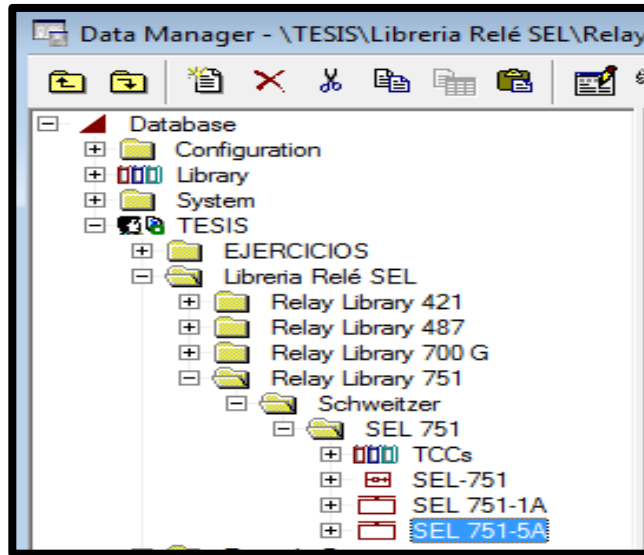 Data Manager - \TESIS\Libreria Relé SEL\Relay
Database
Configuration
Library
System
TESIS
EJERCICIOS
Libreria Relé SEL
Relay Library 421
Relay Library 487
Relay Library 700 G
Relay Library 751
Schweitzer
SEL 751
TCCs
SEL-751
SEL 751-1A
SEL 751-5A